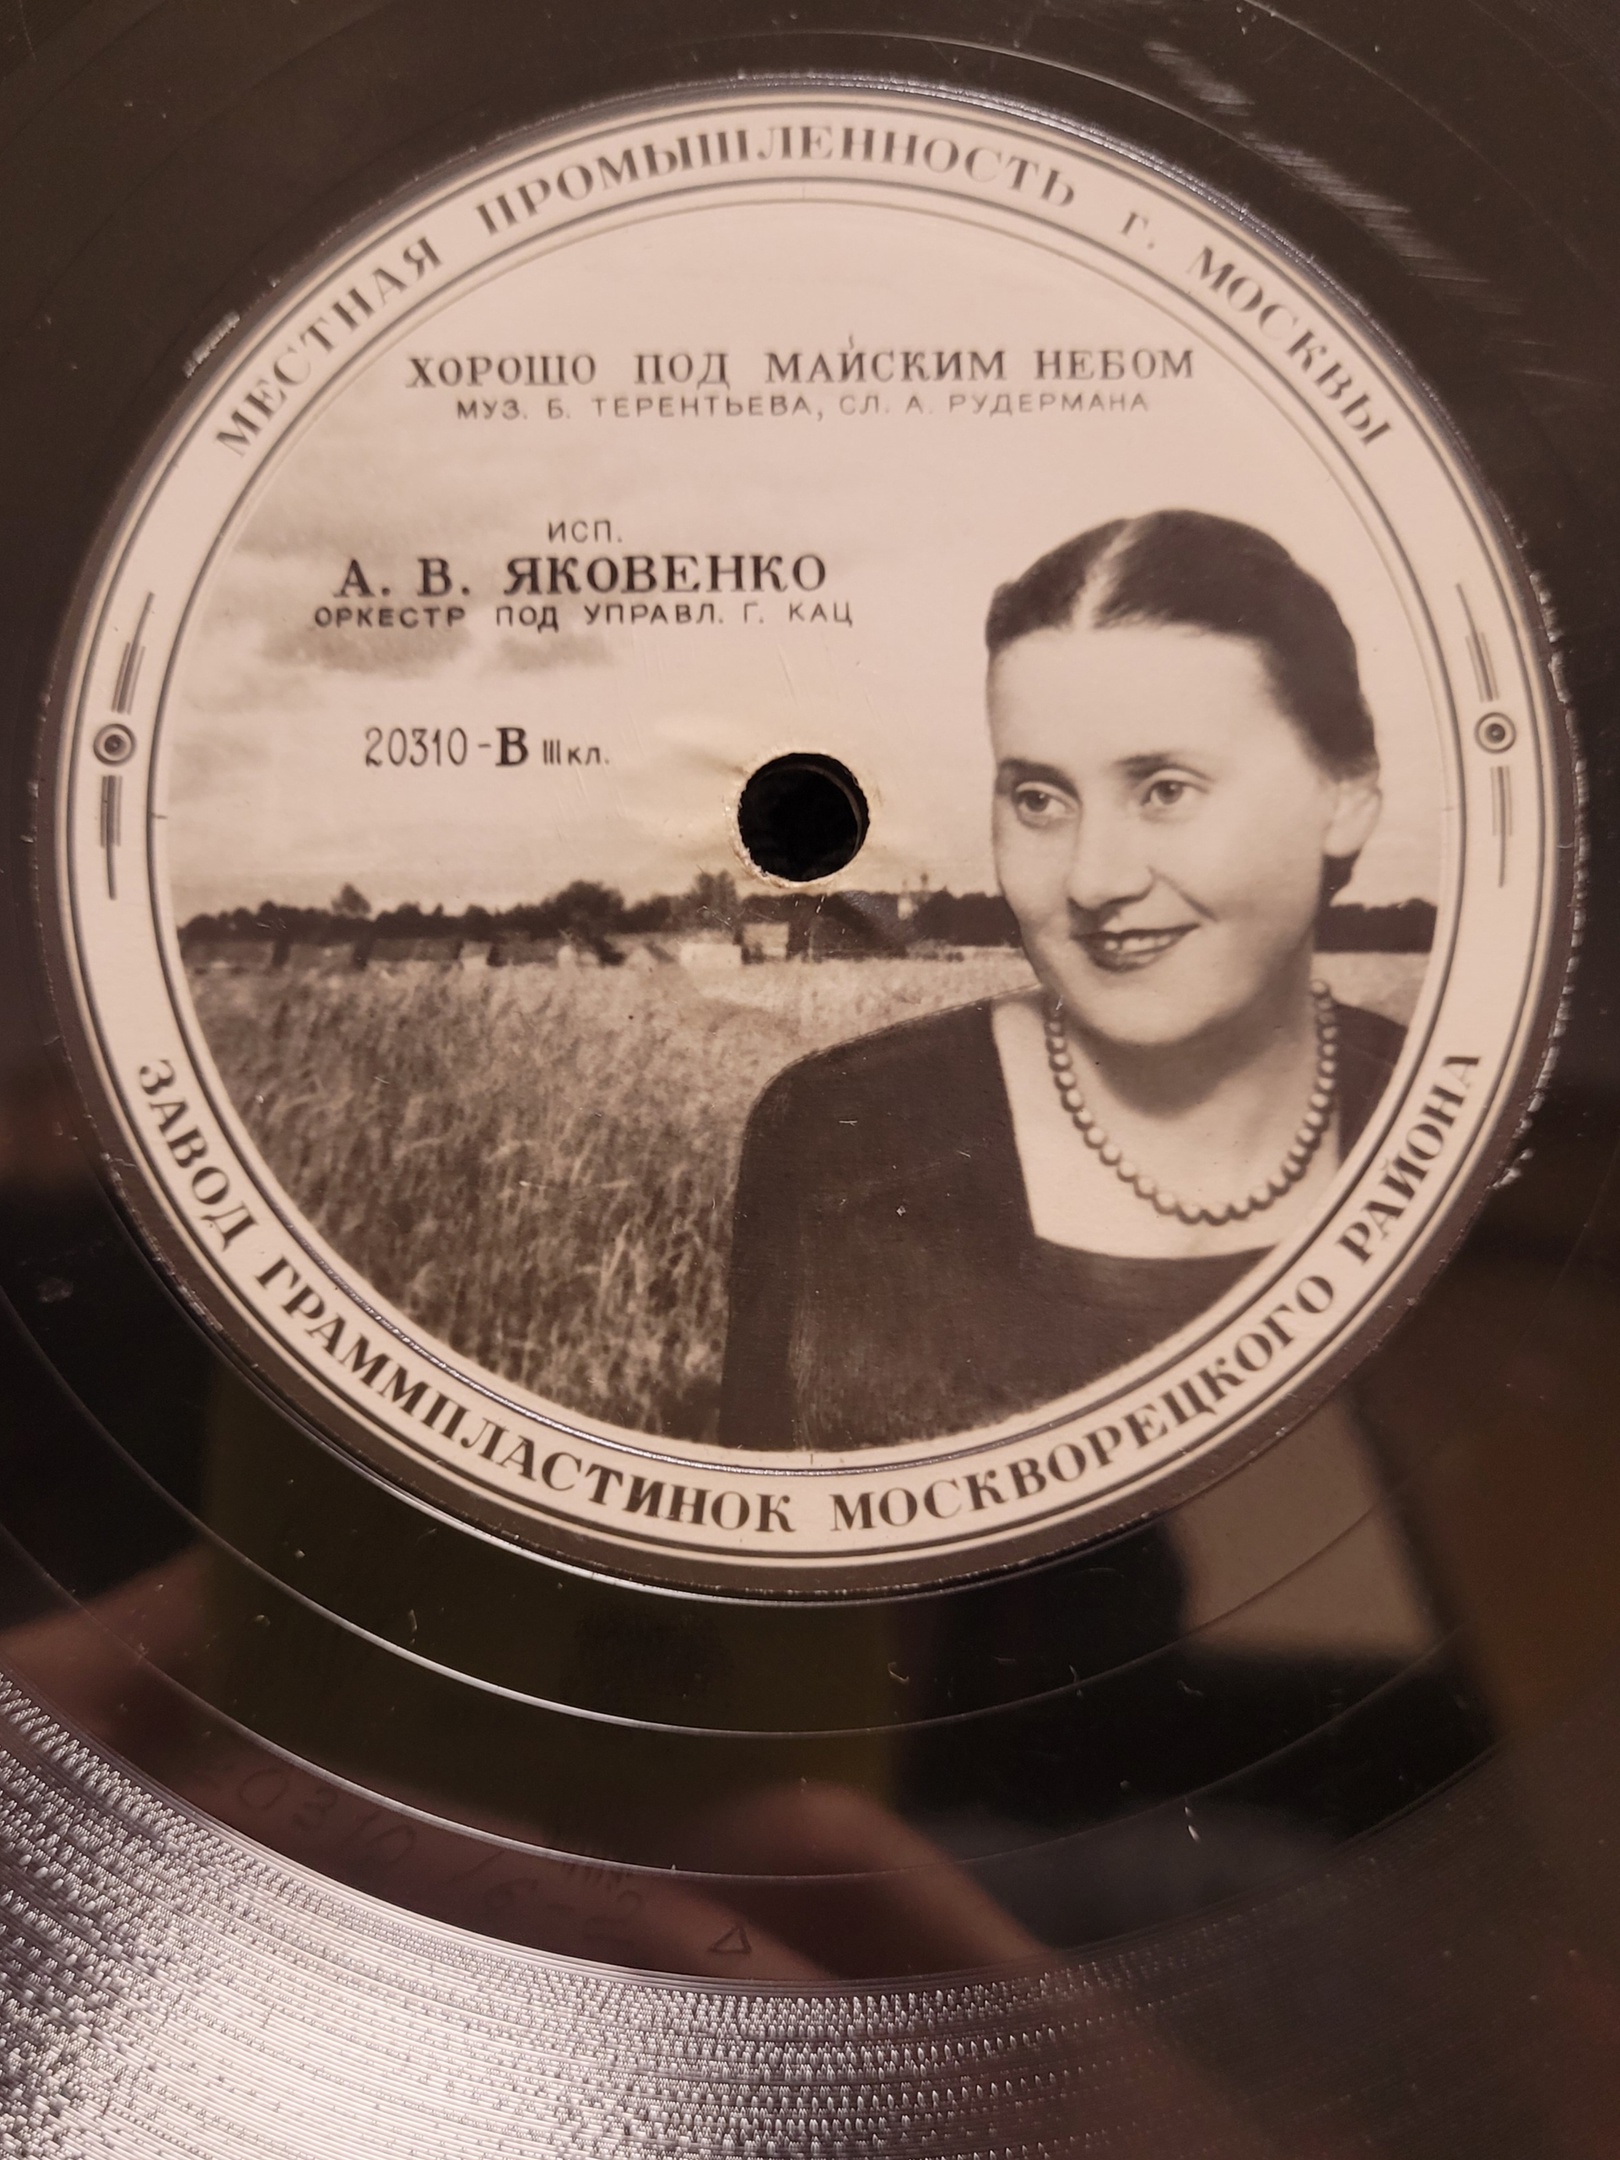 МЕСТНАЯ ПРОМЫШЛЕННОСТЬ г. МОСКВЫ
ХОРОШО ПОД МАЙСКИМ НЕБОМ
МУЗ. Б. ТЕРЕНТЬЕВА, СЛ. А. РУДЕРМАНА
ИСП.
А. В. ЯКОВЕНКО
ОРКЕСТР ПОД УПРАВЛ. Г. КАЦ
20310-В III кл.
ЗАВОД ГРАММПЛАСТИНОК МОСКВОРЕЦКОГО РАЙОНА